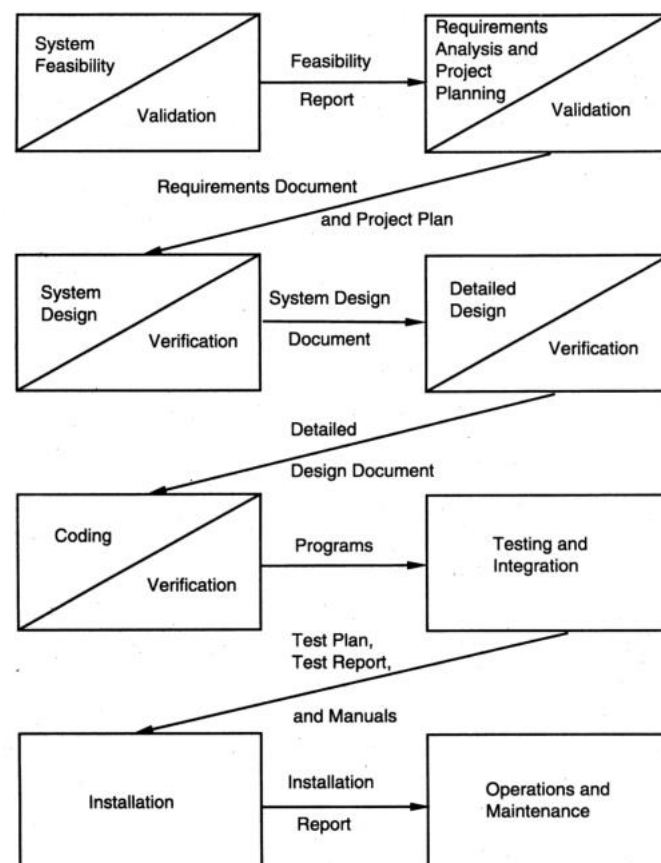 System
Feasibility
Validation
Feasibility
Report
Requirements
Analysis and
Project
Planning
Validation
Requirements Document
and Project Plan
System
Design
Verification
System Design
Document
Detailed
Design
Verification
Detailed
Design Document
Coding
Verification
Programs
Testing and
Integration
Test Plan,
Test Report,
and Manuals
Installation
Installation
Report
Operations and
Maintenance